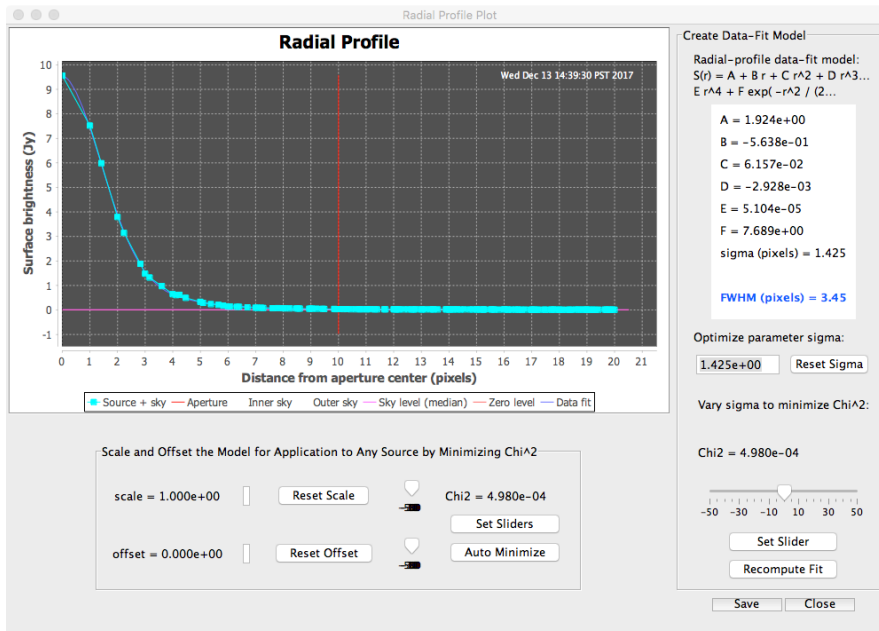 Radial Profile Plot
Radial Profile
Wed Dec 13 14:39:30 PST 2017
Surface brightness (Jy)
10
9
8
7
6
5
4
3
2
1
0
-1
0 1 2 3 4 5 6 7 8 9 10 11 12 13 14 15 16 17 18 19 20 21
Distance from aperture center (pixels)
Source + sky Aperture Inner sky Outer sky Sky level (median) Zero level Data fit
Create Data-Fit Model
Radial-profile data-fit model:
S(r) = A + B r + C r^2 + D r^3...
E r^4 + F exp( -r^2 / (2...
A = 1.924e+00
B = -5.638e-01
C = 6.157e-02
D = -2.928e-03
E = 5.104e-05
F = 7.689e+00
sigma (pixels) = 1.425
FWHM (pixels) = 3.45
Optimize parameter sigma:
1.425e+00 Reset Sigma
Vary sigma to minimize Chi^2:
Chi2 = 4.980e-04
-50 -30 -10 10 30 50
Set Slider
Recompute Fit
Save Close
Scale and Offset the Model for Application to Any Source by Minimizing Chi^2
scale = 1.000e+00 Reset Scale Chi2 = 4.980e-04
Set Sliders
offset = 0.000e+00 Reset Offset Auto Minimize